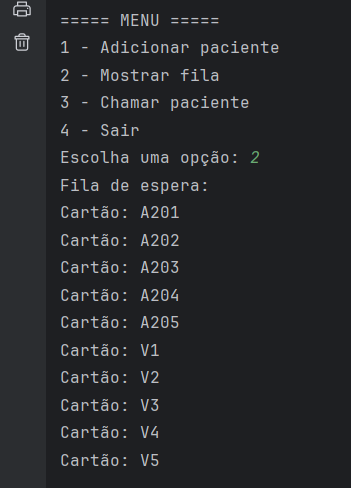 ===== MENU =====
1 - Adicionar paciente
2 - Mostrar fila
3 - Chamar paciente
4 - Sair
Escolha uma opção: 2
Fila de espera:
Cartão: A201
Cartão: A202
Cartão: A203
Cartão: A204
Cartão: A205
Cartão: V1
Cartão: V2
Cartão: V3
Cartão: V4
Cartão: V5